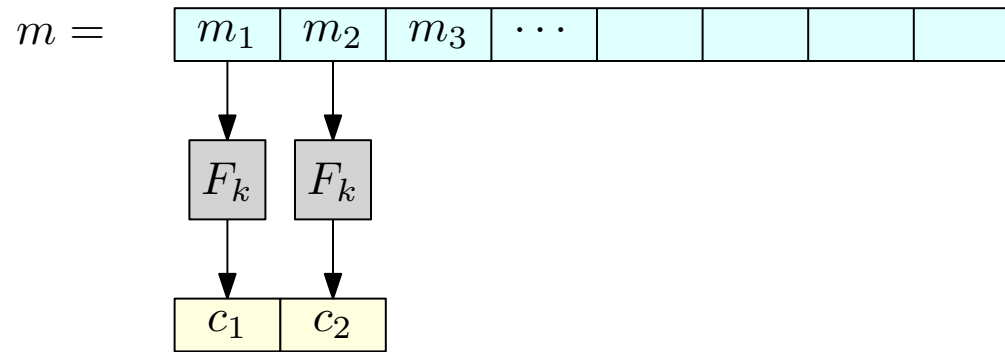 m = m₁ m₂ m₃ ⋯
Fₖ Fₖ
c₁ c₂